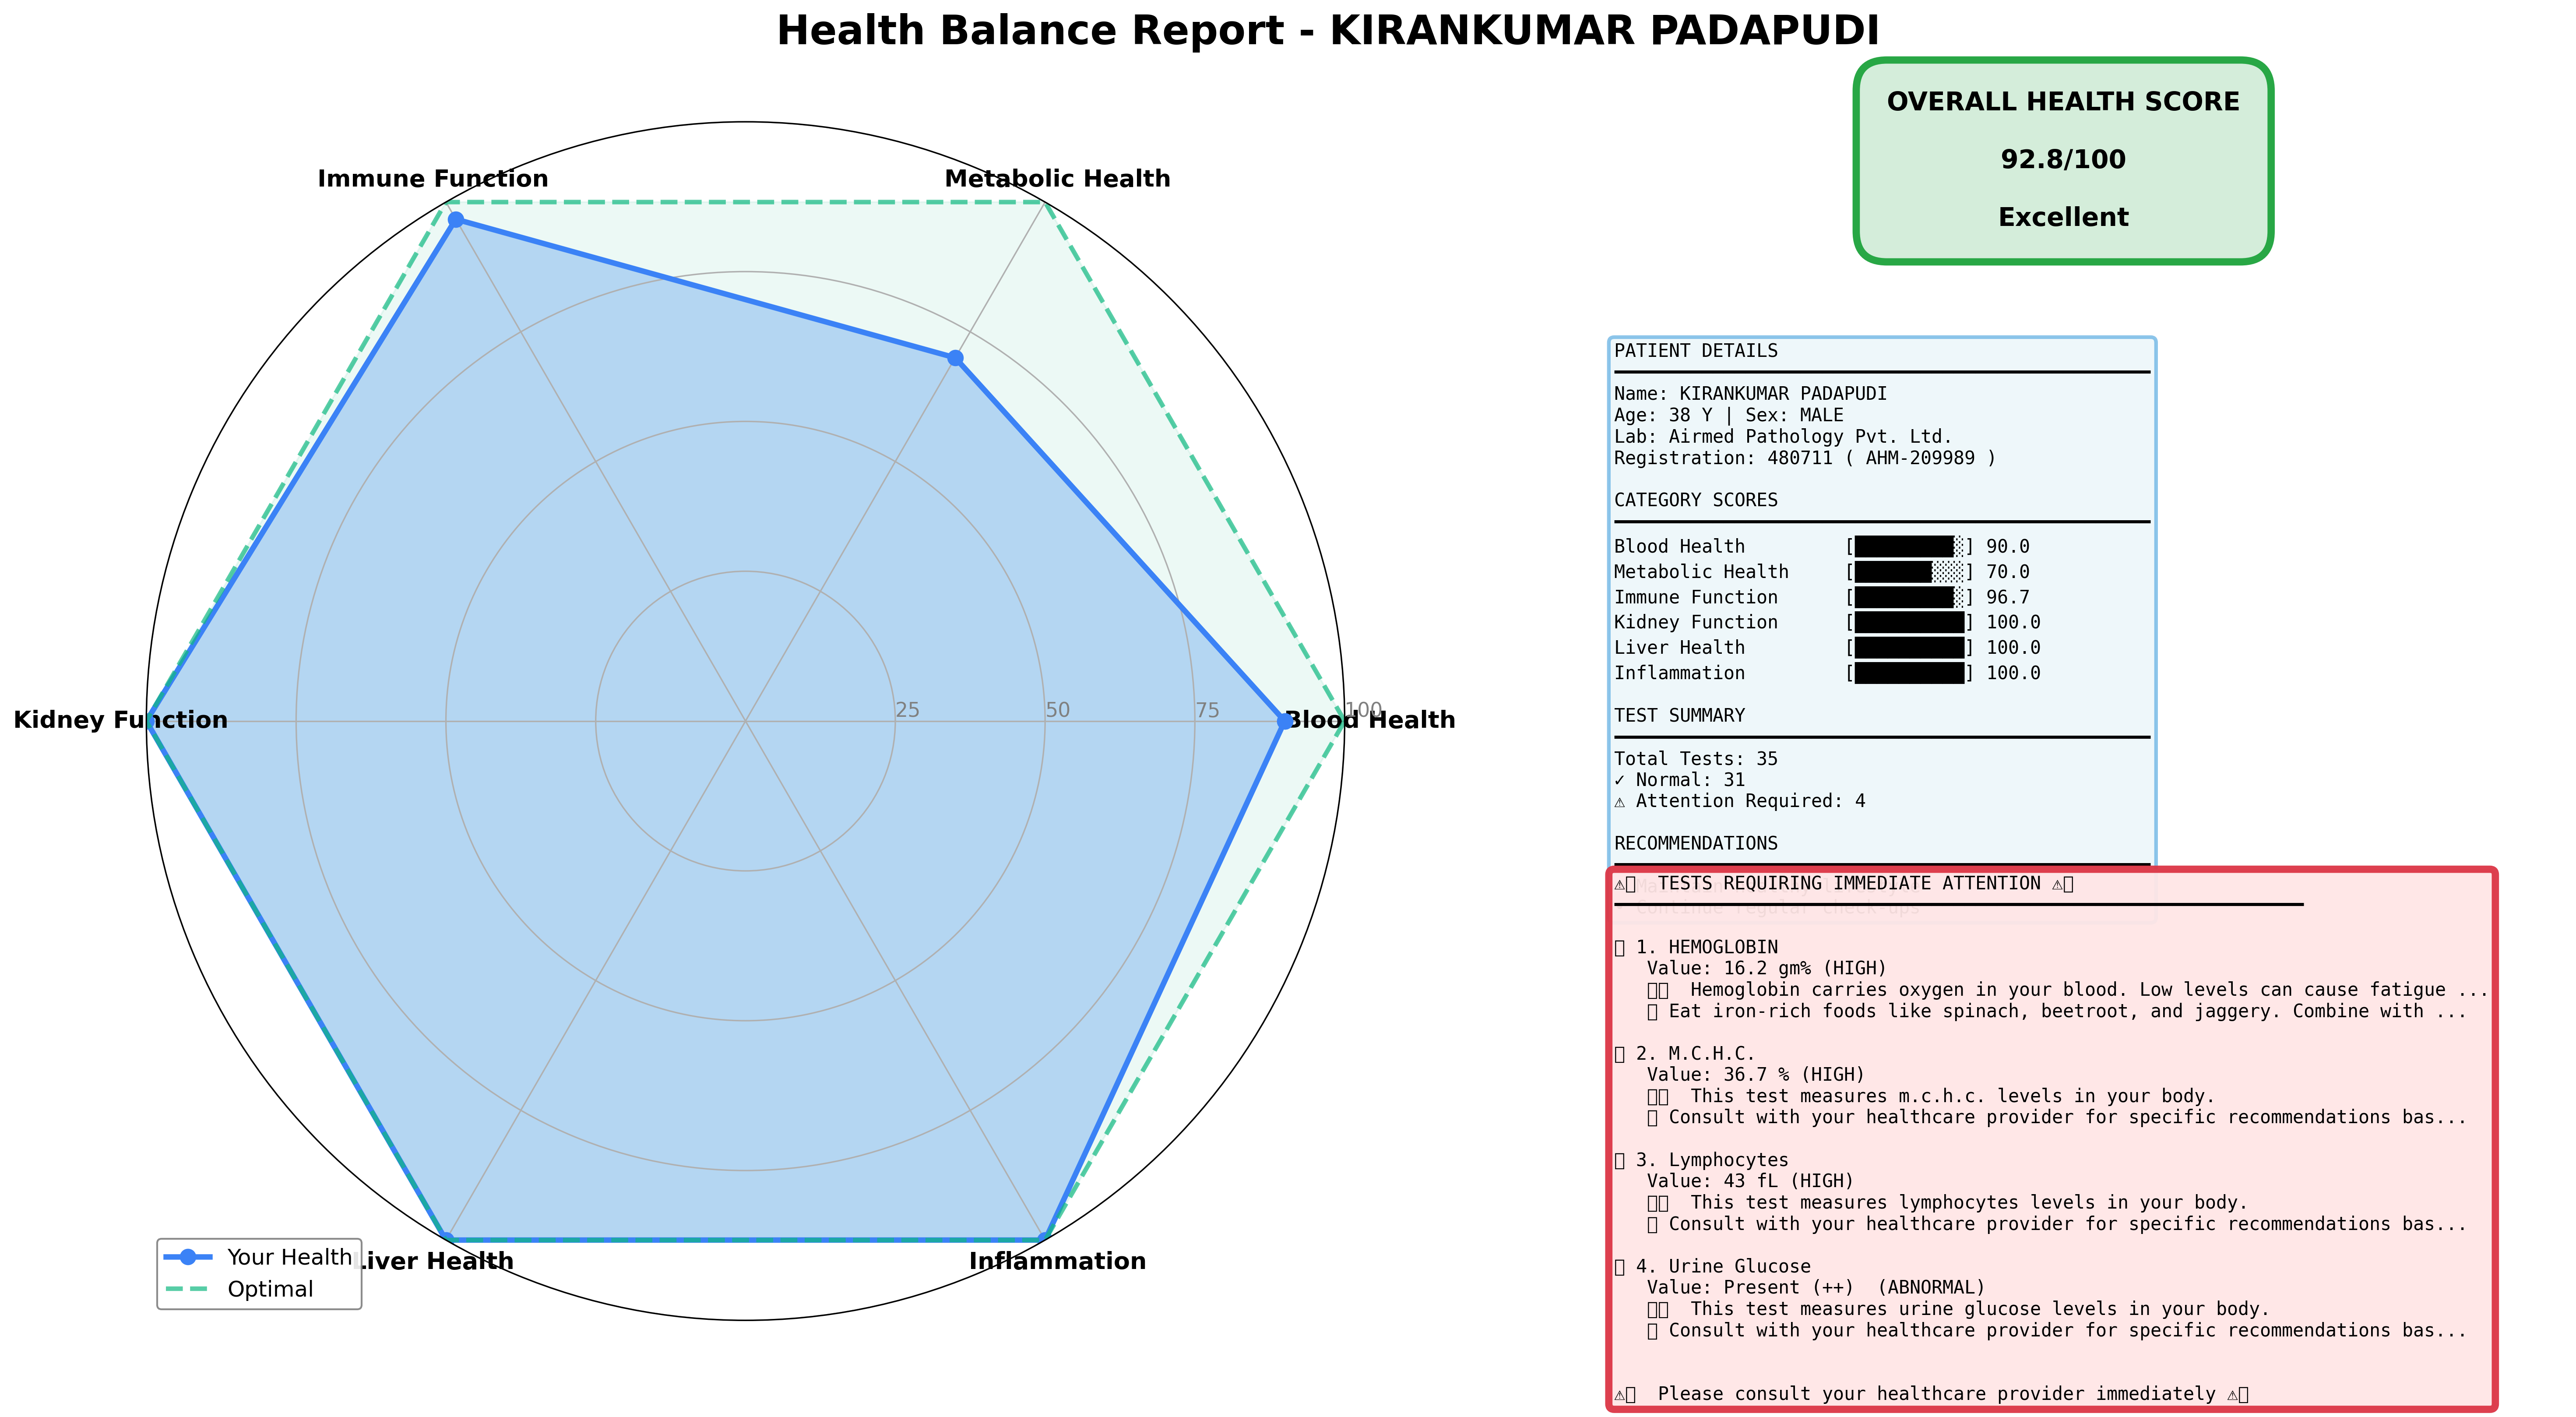 Health Balance Report - KIRANKUMAR PADAPUDI
OVERALL HEALTH SCORE
92.8/100
Excellent
Immune Function
Metabolic Health
Kidney Function
25
50
75
100
Blood Health
Liver Health
Inflammation
Your Health
Optimal
PATIENT DETAILS
Name: KIRANKUMAR PADAPUDI
Age: 38 Y | Sex: MALE
Lab: Airmed Pathology Pvt. Ltd.
Registration: 480711 ( AHM-209989 )
CATEGORY SCORES
Blood Health [█████████░] 90.0
Metabolic Health [███████░░░] 70.0
Immune Function [█████████░] 96.7
Kidney Function [██████████] 100.0
Liver Health [██████████] 100.0
Inflammation [██████████] 100.0
TEST SUMMARY
Total Tests: 35
✓ Normal: 31
⚠ Attention Required: 4
RECOMMENDATIONS
⚠ TESTS REQUIRING IMMEDIATE ATTENTION ⚠
Continue regular check-ups
1. HEMOGLOBIN
Value: 16.2 gm% (HIGH)
Hemoglobin carries oxygen in your blood. Low levels can cause fatigue ...
Eat iron-rich foods like spinach, beetroot, and jaggery. Combine with ...
2. M.C.H.C.
Value: 36.7 % (HIGH)
This test measures m.c.h.c. levels in your body.
Consult with your healthcare provider for specific recommendations bas...
3. Lymphocytes
Value: 43 fL (HIGH)
This test measures lymphocytes levels in your body.
Consult with your healthcare provider for specific recommendations bas...
4. Urine Glucose
Value: Present (++)  (ABNORMAL)
This test measures urine glucose levels in your body.
Consult with your healthcare provider for specific recommendations bas...
⚠ Please consult your healthcare provider immediately ⚠